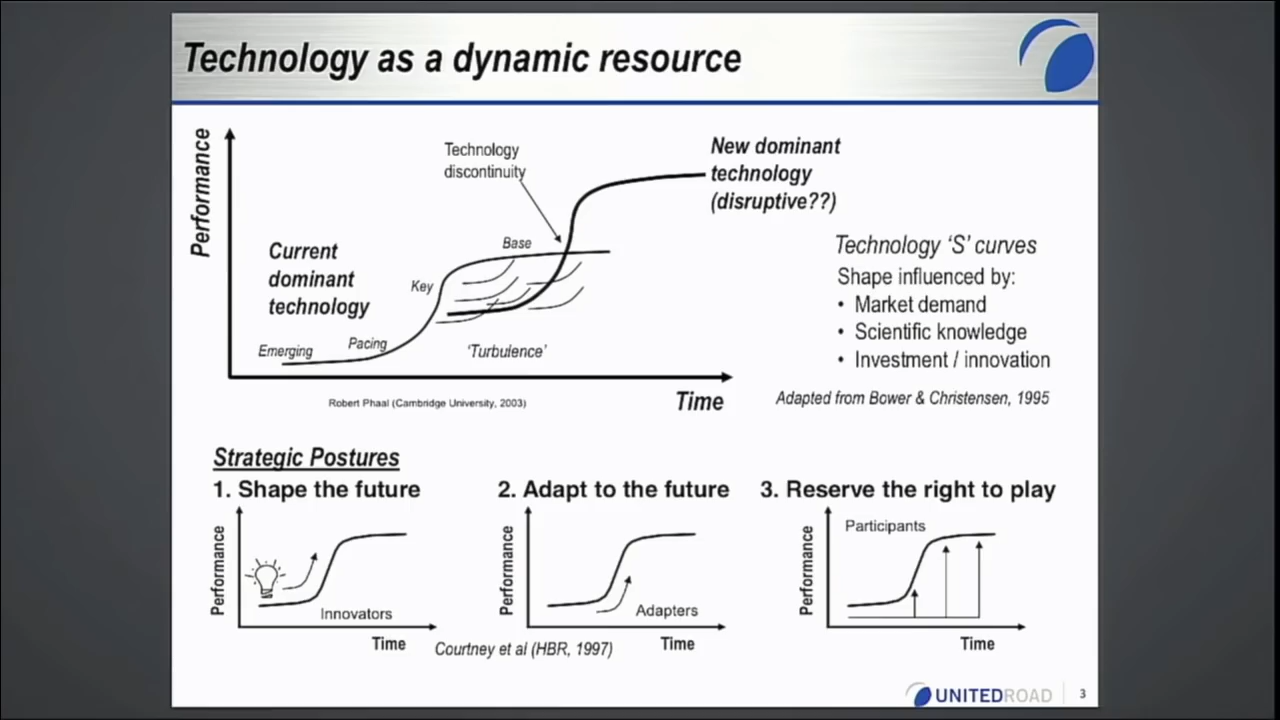 Technology as a dynamic resource
Performance
Technology
discontinuity
New dominant
technology
(disruptive??)
Current
dominant
technology
Base
Key
Emerging
Pacing
'Turbulence'
Time
Robert Phaal (Cambridge University, 2003)
Technology 'S' curves
Shape influenced by:
• Market demand
• Scientific knowledge
• Investment / innovation
Adapted from Bower & Christensen, 1995
Strategic Postures
1. Shape the future
Performance
Innovators
Time
2. Adapt to the future
Performance
Adapters
Time
3. Reserve the right to play
Performance
Participants
Time
Courtney et al (HBR, 1997)
UNITEDROAD
3